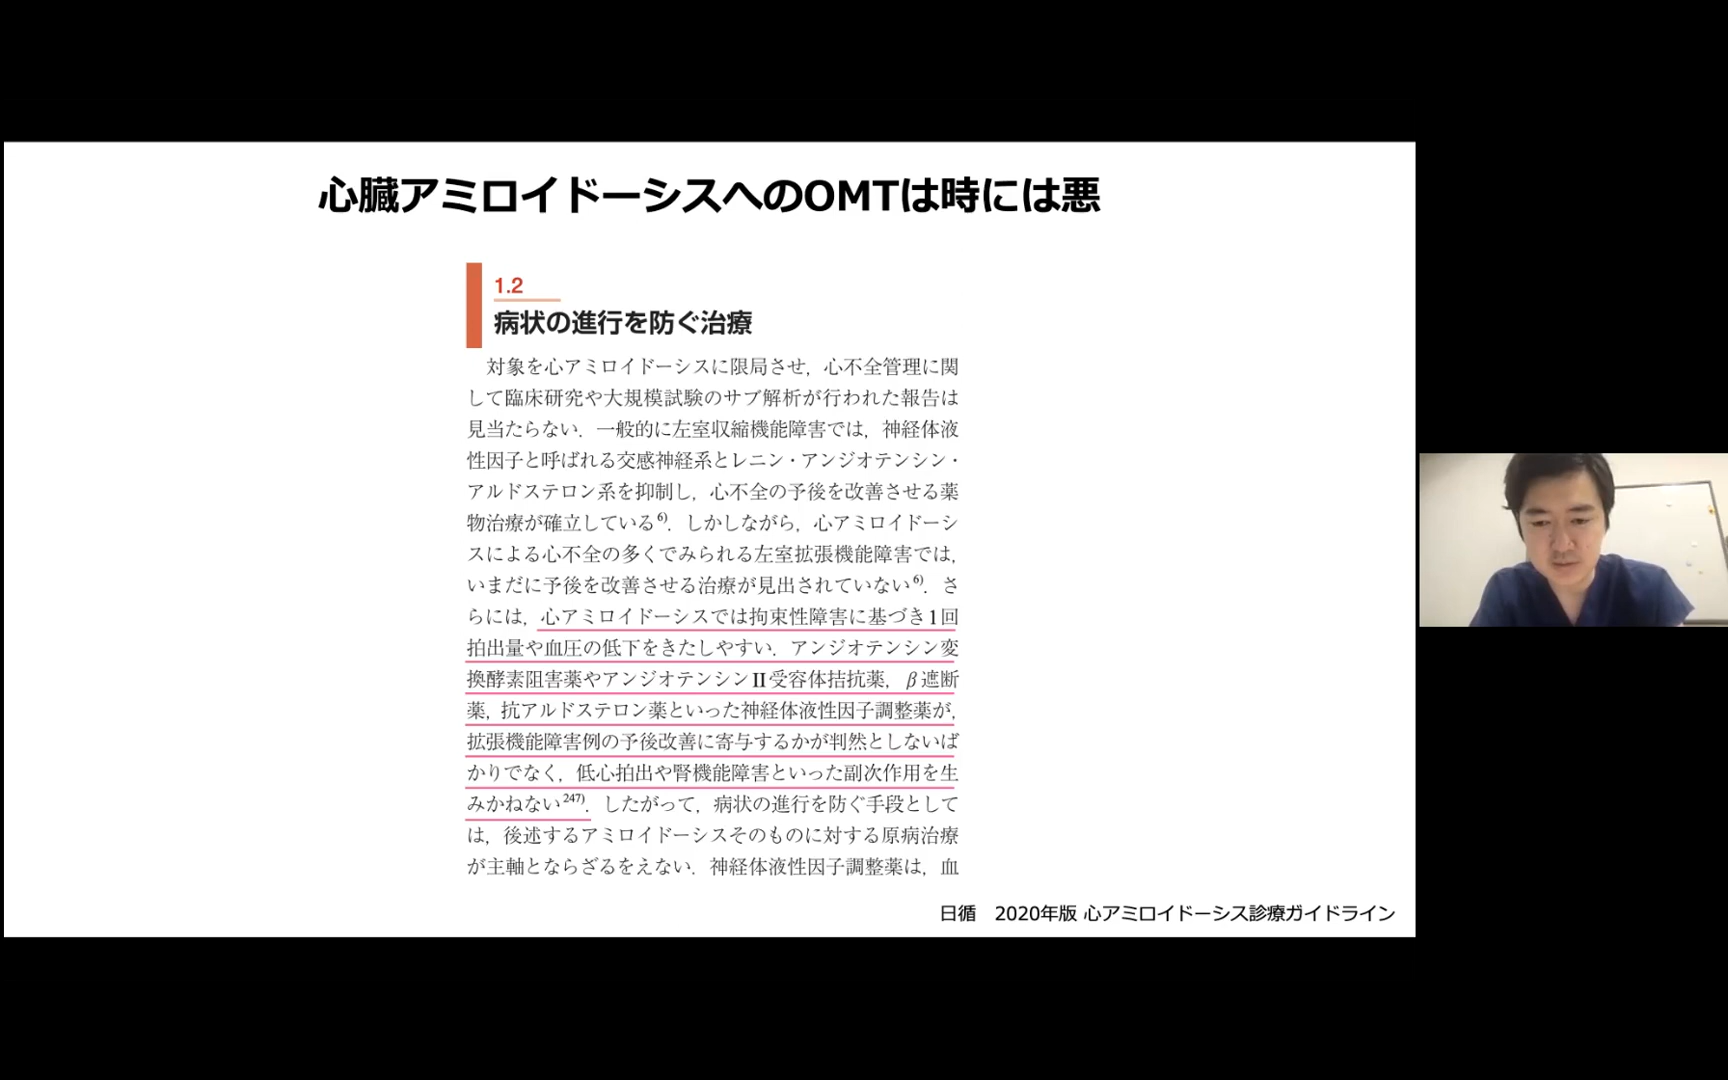 心臓アミロイドーシスへのOMTは時には悪
1.2
病状の進行を防ぐ治療
対象を心アミロイドーシスに限局させ，心不全管理に関
して臨床研究や大規模試験のサブ解析が行われた報告は
見当たらない．一般的に左室収縮機能障害では，神経体液
性因子と呼ばれる交感神経系とレニン・アンジオテンシン・
アルドステロン系を抑制し，心不全の予後を改善させる薬
物治療が確立している6)．しかしながら，心アミロイドーシ
スによる心不全の多くでみられる左室拡張機能障害では，
いまだに予後を改善させる治療が見出されていない6)．さ
らには，心アミロイドーシスでは拘束性障害に基づき1回
拍出量や血圧の低下をきたしやすい．アンジオテンシン変
換酵素阻害薬やアンジオテンシンII受容体拮抗薬，β遮断
薬，抗アルドステロン薬といった神経体液性因子調整薬が，
拡張機能障害例の予後改善に寄与するかが判然としないば
かりでなく，低心拍出や腎機能障害といった副次作用を生
みかねない247)．したがって，病状の進行を防ぐ手段として
は，後述するアミロイドーシスそのものに対する原病治療
が主軸とならざるをえない．神経体液性因子調整薬は，血
日循　2020年版 心アミロイドーシス診療ガイドライン